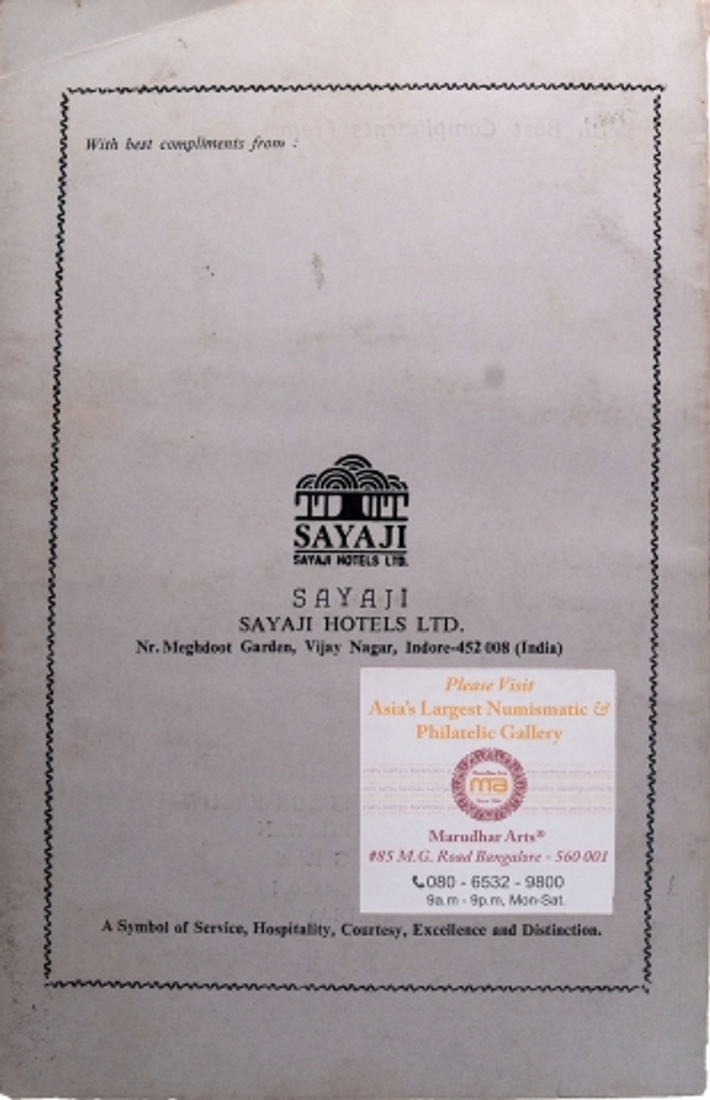 With best compliments from :
SAYAJI
SAYAJI HOTELS LTD.
SAYAJI
SAYAJI HOTELS LTD.
Nr. Meghdoot Garden, Vijay Nagar, Indore-452 008 (India)
Please Visit
Asia's Largest Numismatic &
Philatelic Gallery
Marudhar Arts
ma
Marudhar Arts®
#85 M.G. Road Bangalore - 560 001
080 - 6532 - 9800
9a.m - 9p.m, Mon-Sat.
A Symbol of Service, Hospitality, Courtesy, Excellence and Distinction.